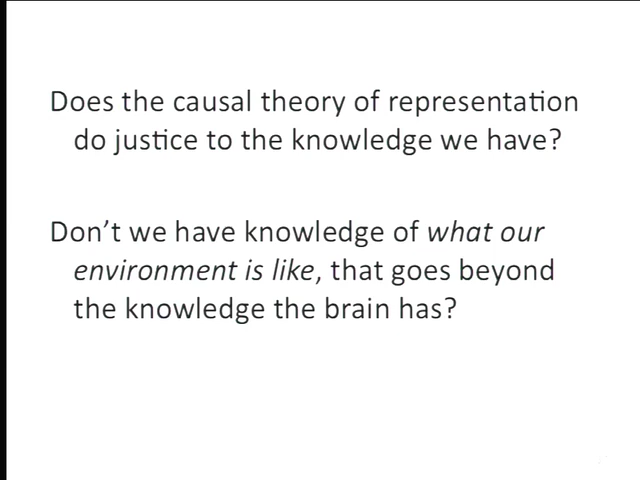 Does the causal theory of representation
do justice to the knowledge we have?
Don’t we have knowledge of what our
environment is like, that goes beyond
the knowledge the brain has?